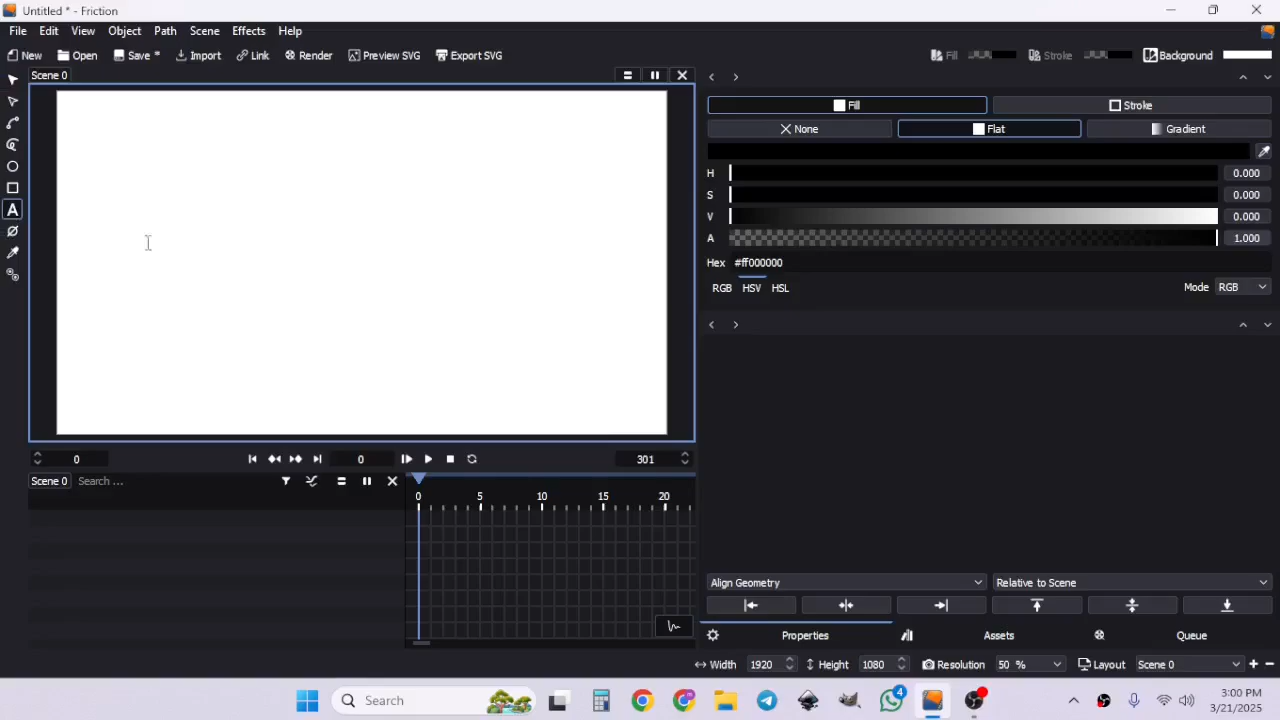 Untitled * - Friction
File Edit View Object Path Scene Effects Help
New Open Save * Import Link Render Preview SVG Export SVG Fill Stroke Background
Scene 0
Fill Stroke
None Flat Gradient
H 0.000
S 0.000
V 0.000
A 1.000
Hex #ff000000
RGB HSV HSL Mode RGB
0 0 301
Scene 0 Search ...
0 5 10 15 20
Align Geometry Relative to Scene
Properties Assets Queue
Width 1920 Height 1080 Resolution 50 % Layout Scene 0
Search 4 3:00 PM
3/21/2025